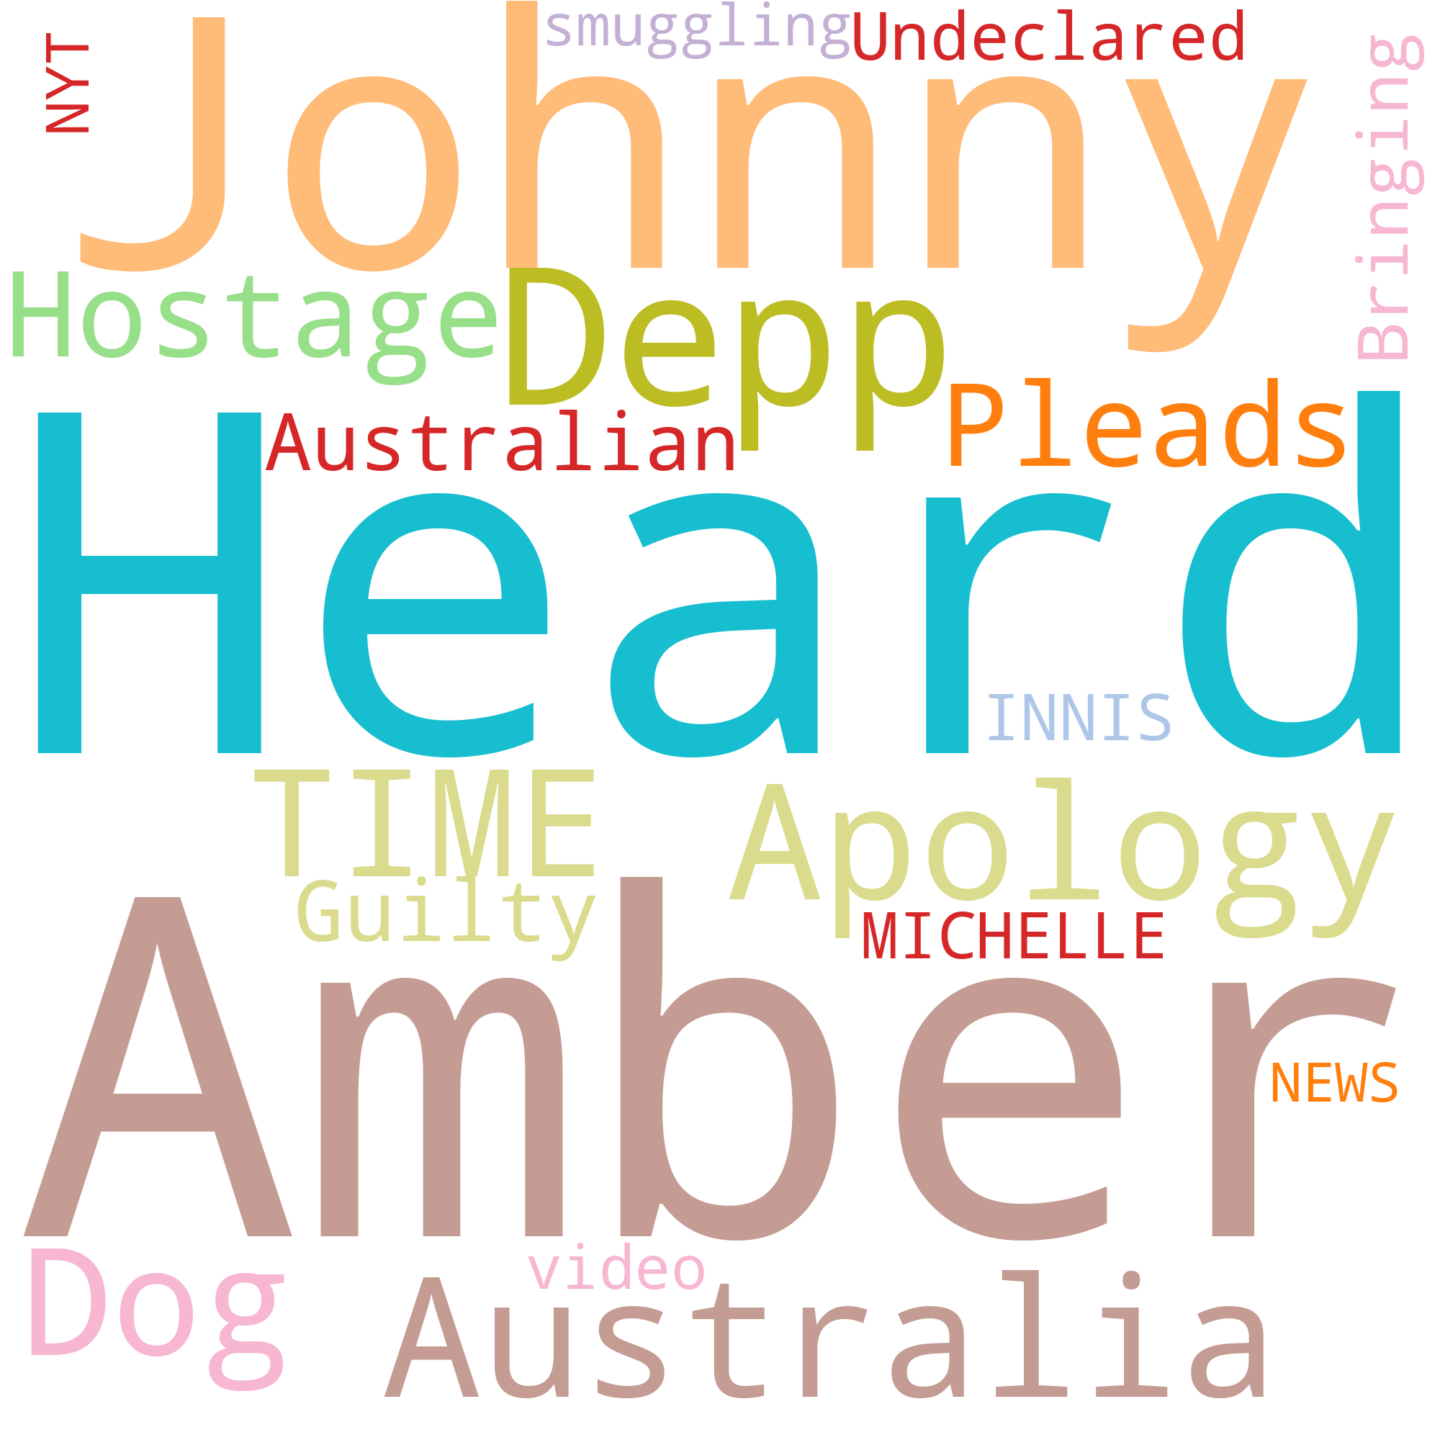 smuggling
Undeclared
NYT
Johnny
Bringing
Hostage
Depp
Pleads
Australian
Heard
INNIS
TIME
Apology
Guilty
MICHELLE
Amber
NEWS
Dog
video
Australia